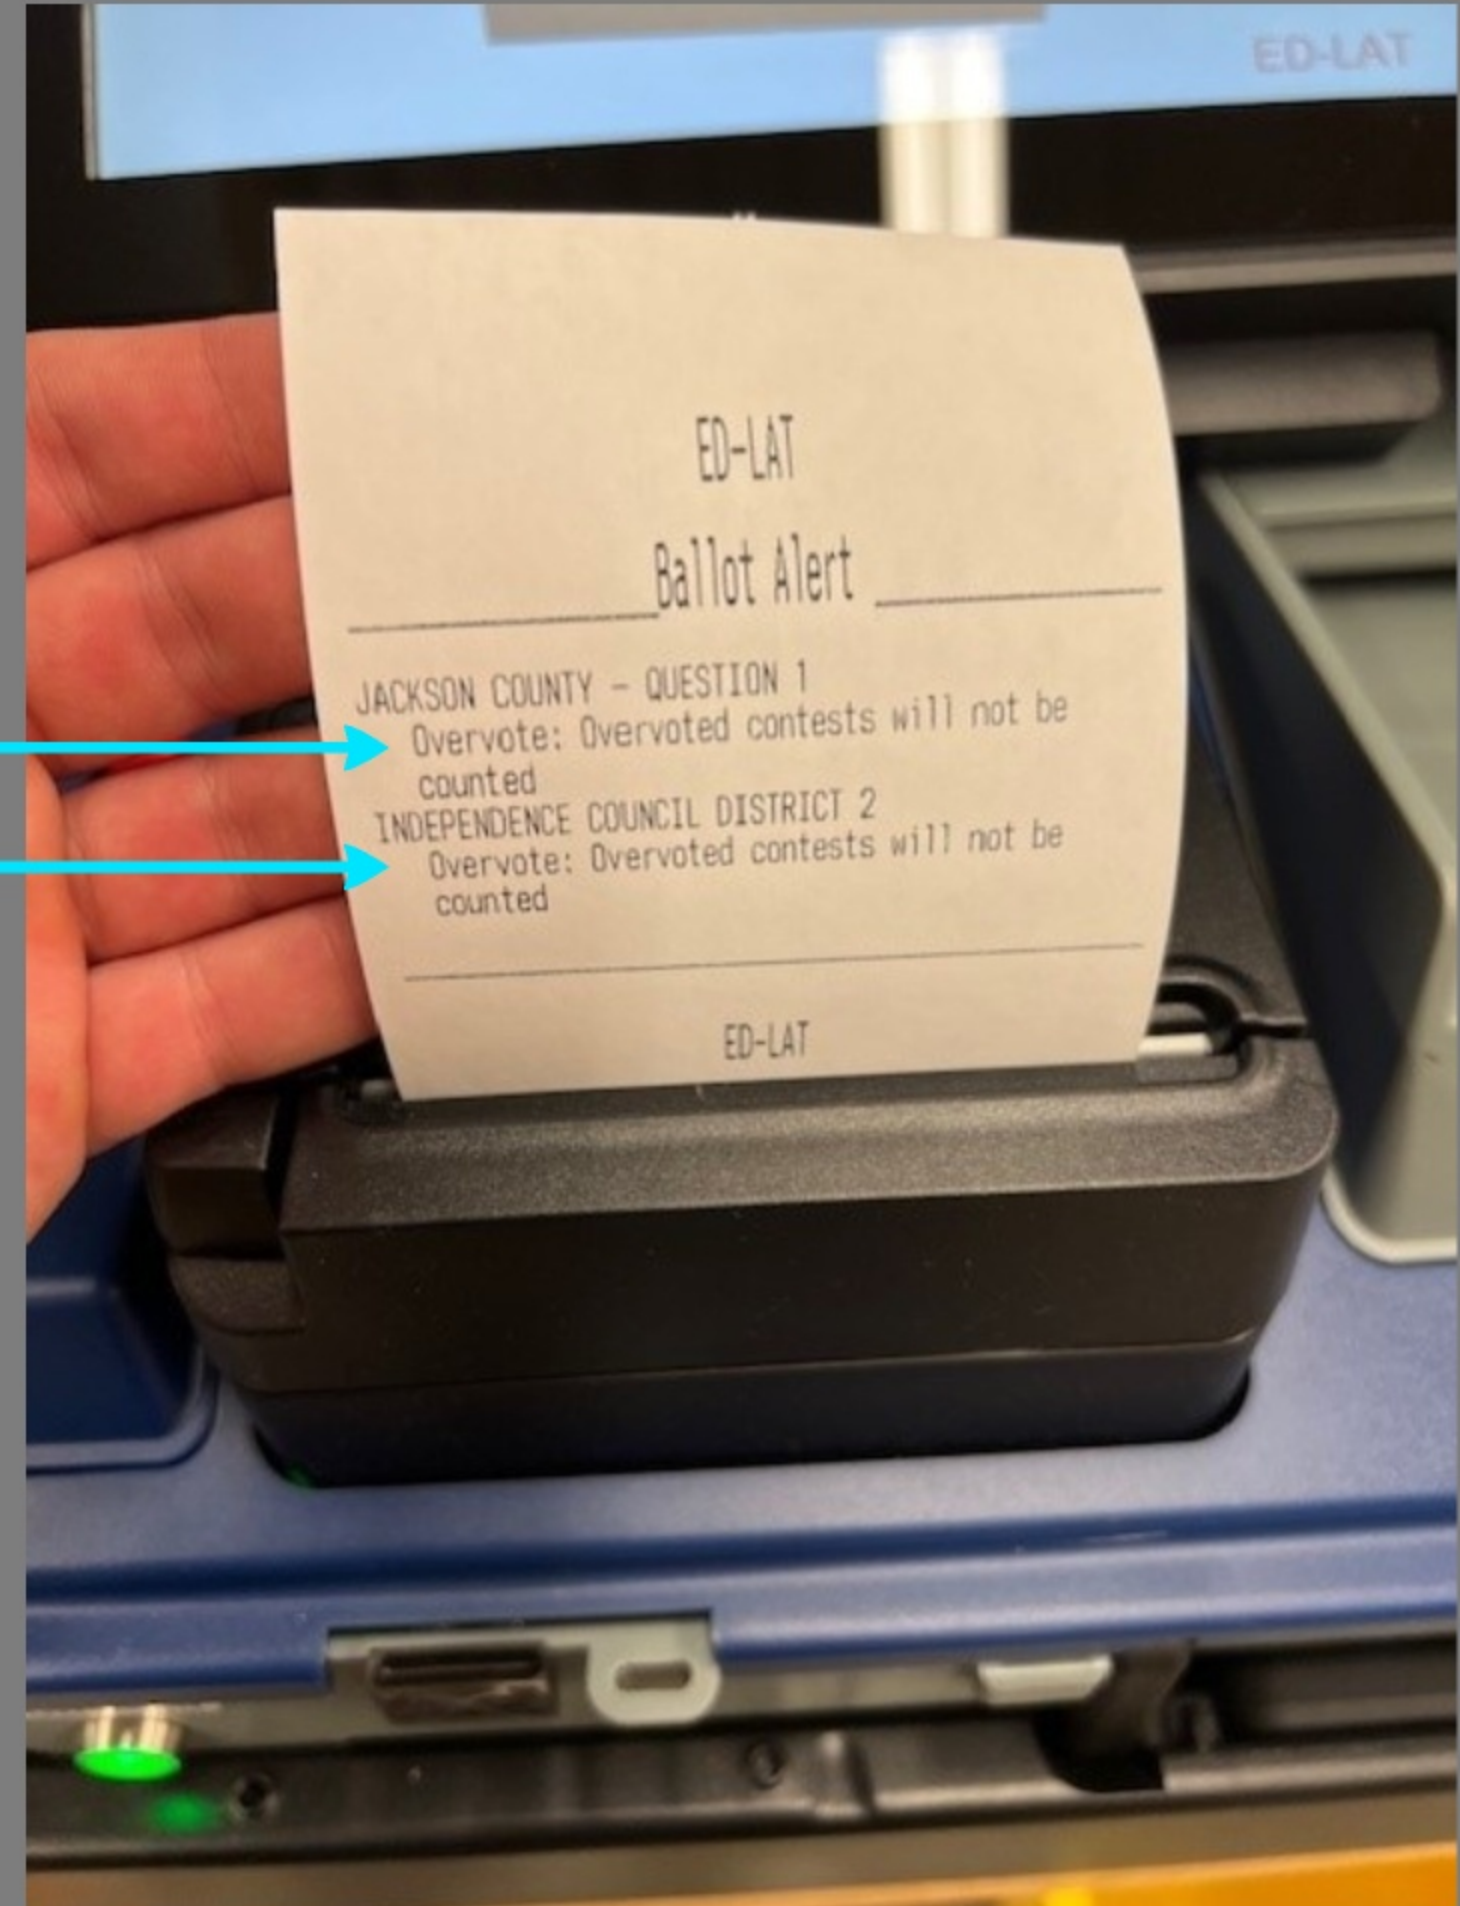 ED-LAT
ED-LAT
Ballot Alert
JACKSON COUNTY - QUESTION 1
Overvote: Overvoted contests will not be
counted
INDEPENDENCE COUNCIL DISTRICT 2
Overvote: Overvoted contests will not be
counted
ED-LAT